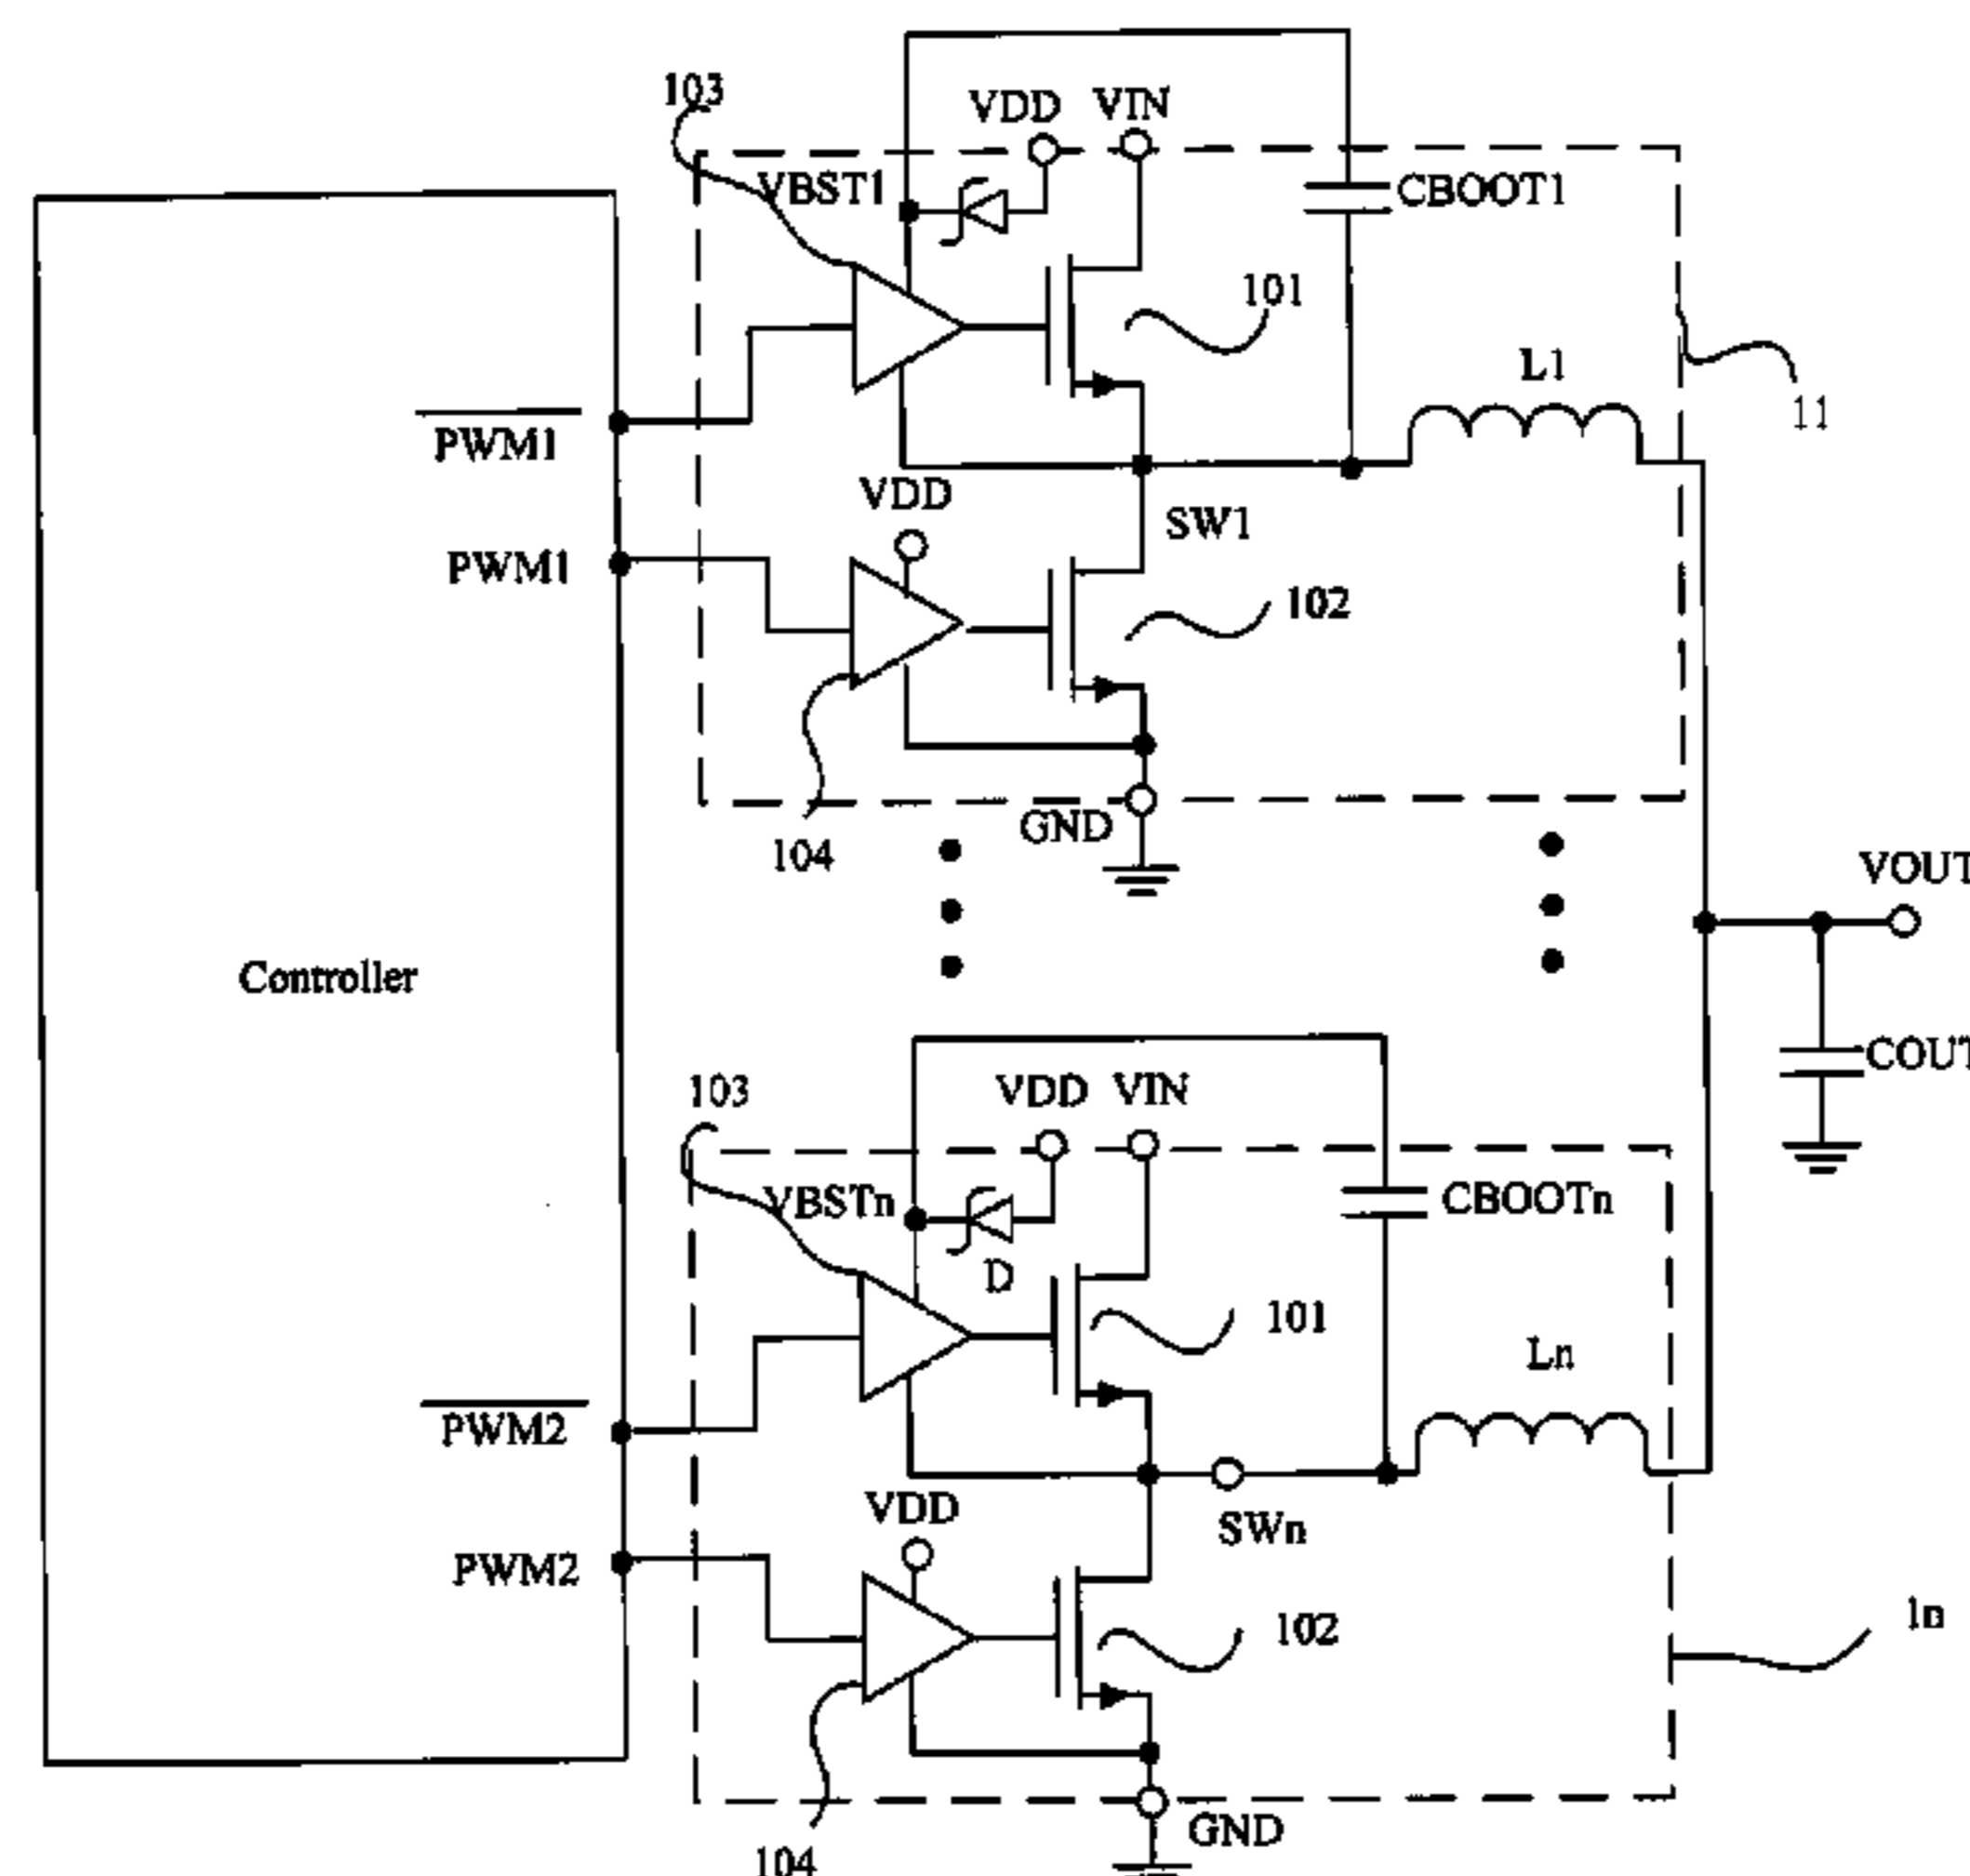 103
VDD
VIN
VBST1
CBOOT1
101
L1
11
PWM1
VDD
SW1
PWM1
102
GND
104
VOUT
Controller
COUT
103
VDD
VIN
VBSTn
CBOOTn
D
101
Ln
PWM2
VDD
SWn
PWM2
102
1n
GND
104